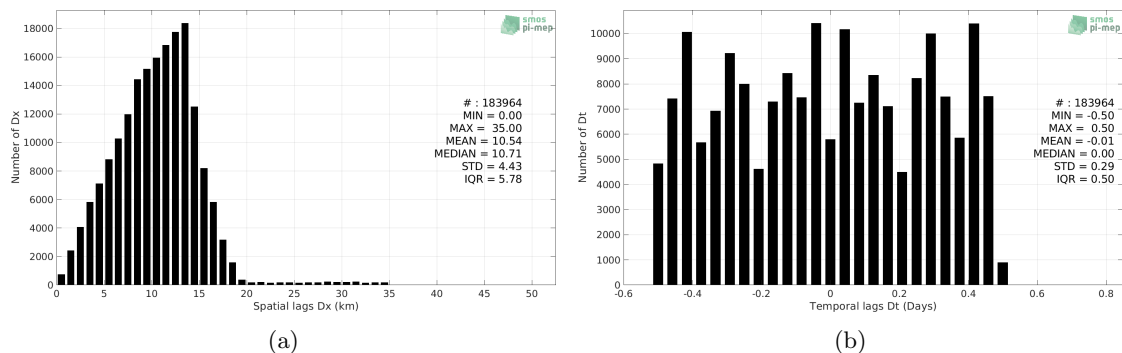 smos
pi-mep
18000
16000
14000
12000
10000
8000
6000
4000
2000
0
Number of Dx
# : 183964
MIN = 0.00
MAX = 35.00
MEAN = 10.54
MEDIAN = 10.71
STD = 4.43
IQR = 5.78
0 5 10 15 20 25 30 35 40 45 50
Spatial lags Dx (km)
(a)
smos
pi-mep
10000
9000
8000
7000
6000
5000
4000
3000
2000
1000
0
Number of Dt
# : 183964
MIN = -0.50
MAX = 0.50
MEAN = -0.01
MEDIAN = 0.00
STD = 0.29
IQR = 0.50
-0.6 -0.4 -0.2 0 0.2 0.4 0.6 0.8
Temporal lags Dt (Days)
(b)